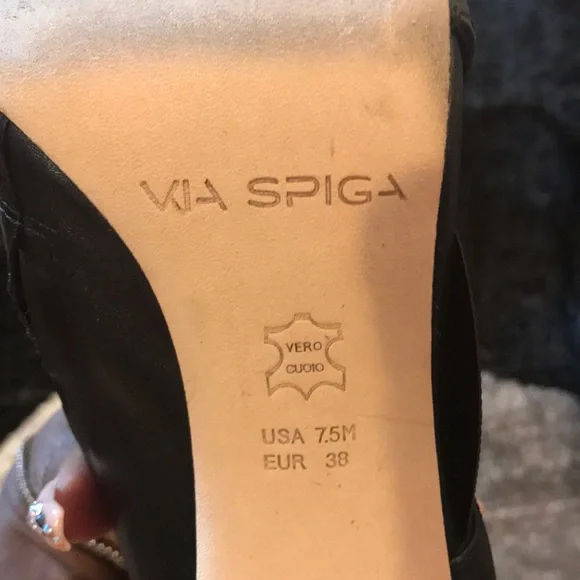 VIA SPIGA
VERO
CUOIO
USA 7.5M
EUR 38